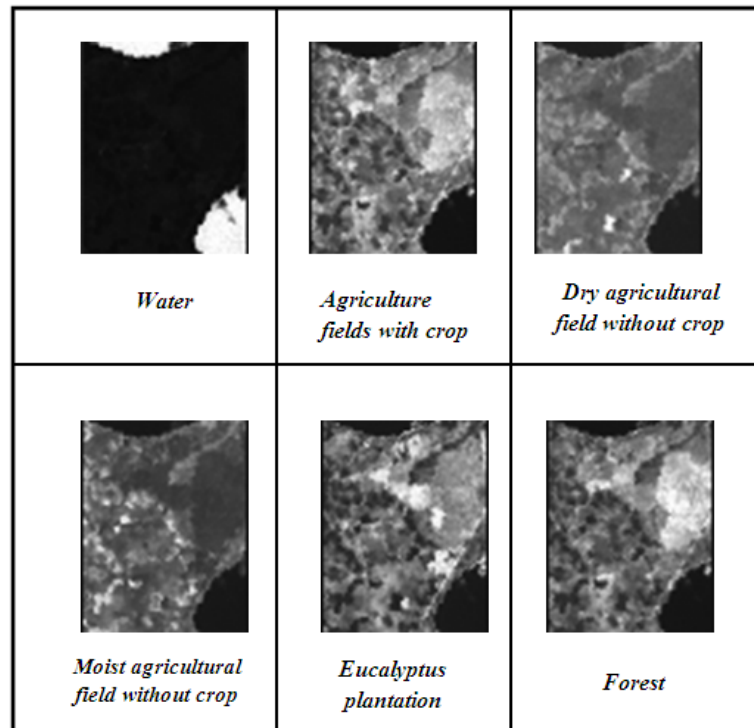 Water
Agriculture
fields with crop
Dry agricultural
field without crop
Moist agricultural
field without crop
Eucalyptus
plantation
Forest